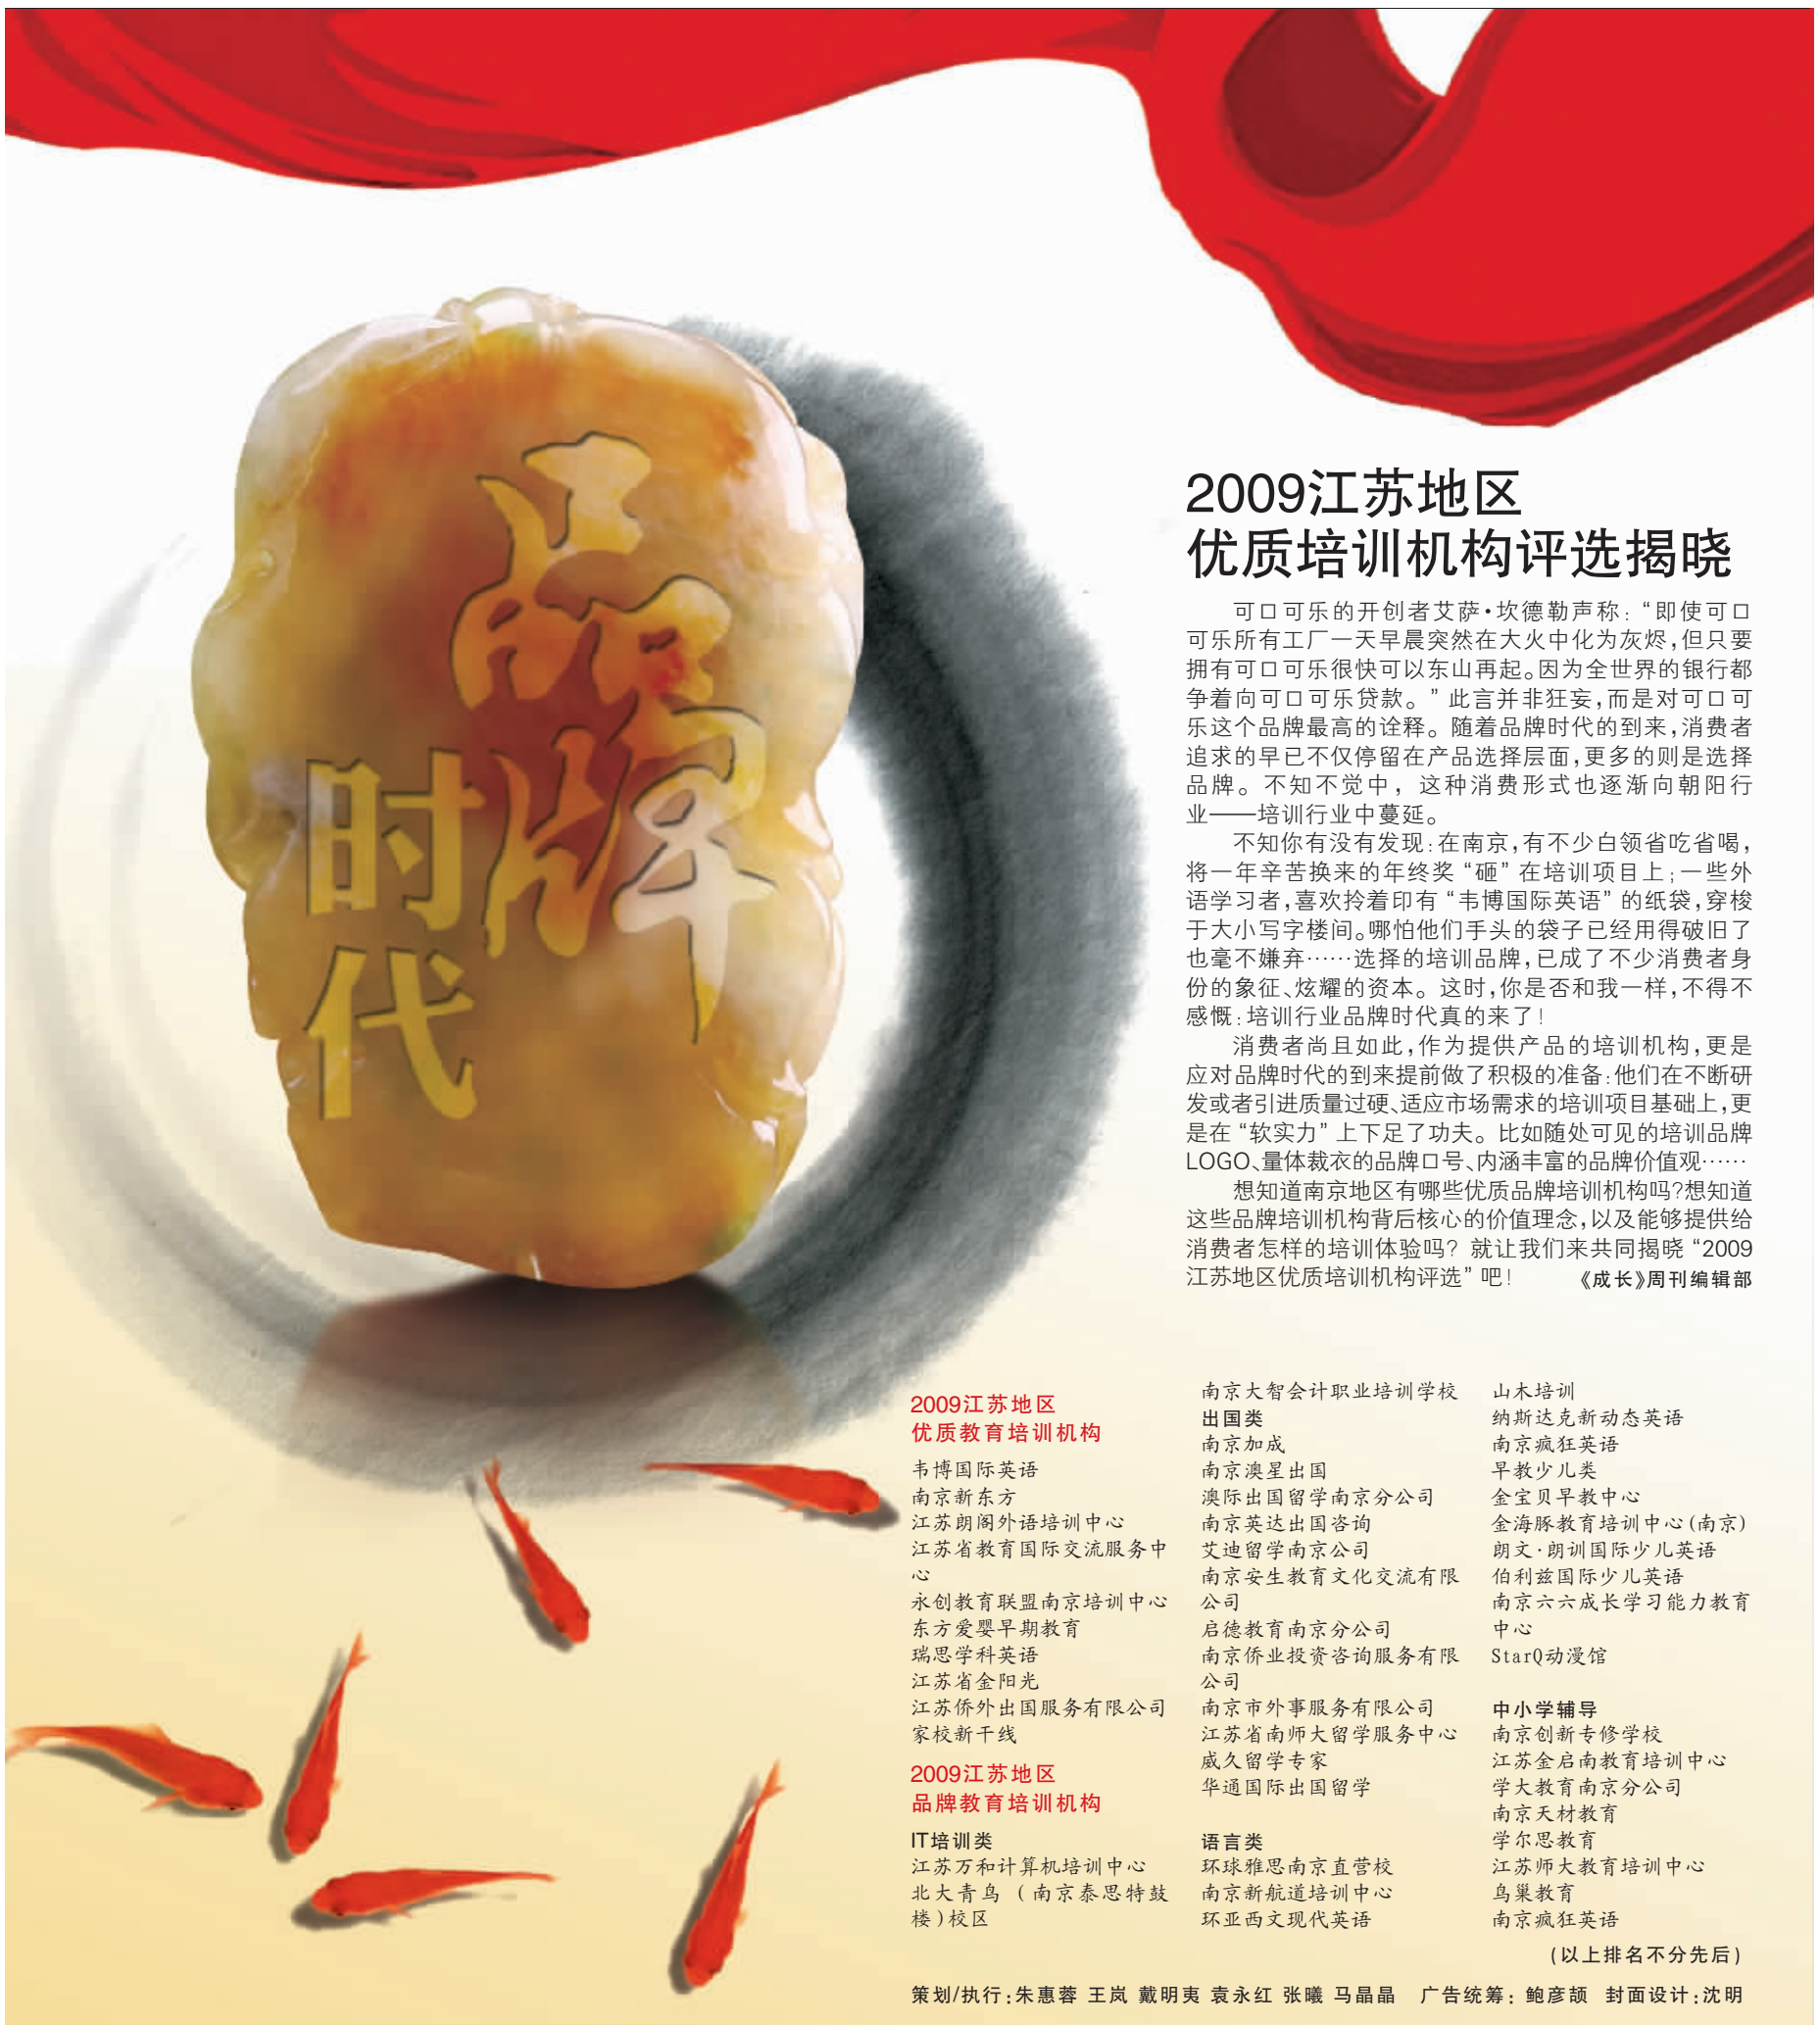 品牌
时代
2009江苏地区
优质培训机构评选揭晓
可口可乐的开创者艾萨·坎德勒声称：“即使可口
可乐所有工厂一天早晨突然在大火中化为灰烬，但只要
拥有可口可乐很快可以东山再起。因为全世界的银行都
争着向可口可乐贷款。”此言并非狂妄，而是对可口可
乐这个品牌最高的诠释。随着品牌时代的到来，消费者
追求的早已不仅停留在产品选择层面，更多的则是选择
品牌。不知不觉中，这种消费形式也逐渐向朝阳行
业——培训行业中蔓延。
不知你有没有发现：在南京，有不少白领省吃省喝，
将一年辛苦换来的年终奖“砸”在培训项目上；一些外
语学习者，喜欢拎着印有“韦博国际英语”的纸袋，穿梭
于大小写字楼间。哪怕他们手头的袋子已经用得破旧了
也毫不嫌弃……选择的培训品牌，已成了不少消费者身
份的象征、炫耀的资本。这时，你是否和我一样，不得不
感慨：培训行业品牌时代真的来了！
消费者尚且如此，作为提供产品的培训机构，更是
应对品牌时代的到来提前做了积极的准备：他们在不断研
发或者引进质量过硬、适应市场需求的培训项目基础上，更
是在“软实力”上下足了功夫。比如随处可见的培训品牌
LOGO、量体裁衣的品牌口号、内涵丰富的品牌价值观……
想知道南京地区有哪些优质品牌培训机构吗？想知道
这些品牌培训机构背后核心的价值理念，以及能够提供给
消费者怎样的培训体验吗？就让我们来共同揭晓“2009
江苏地区优质培训机构评选”吧！ 《成长》周刊编辑部
2009江苏地区
优质教育培训机构
韦博国际英语
南京新东方
江苏朗阁外语培训中心
江苏省教育国际交流服务中
心
永创教育联盟南京培训中心
东方爱婴早期教育
瑞思学科英语
江苏省金阳光
江苏侨外出国服务有限公司
家校新干线
2009江苏地区
品牌教育培训机构
IT培训类
江苏万和计算机培训中心
北大青鸟（南京泰思特鼓
楼）校区
南京大智会计职业培训学校
出国类
南京加成
南京澳星出国
澳际出国留学南京分公司
南京英达出国咨询
艾迪留学南京公司
南京安生教育文化交流有限
公司
启德教育南京分公司
南京侨业投资咨询服务有限
公司
南京市外事服务有限公司
江苏省南师大留学服务中心
威久留学专家
华通国际出国留学
语言类
环球雅思南京直营校
南京新航道培训中心
环亚西文现代英语
山木培训
纳斯达克新动态英语
南京疯狂英语
早教少儿类
金宝贝早教中心
金海豚教育培训中心(南京)
朗文·朗训国际少儿英语
伯利兹国际少儿英语
南京六六成长学习能力教育
中心
StarQ动漫馆
中小学辅导
南京创新专修学校
江苏金启南教育培训中心
学大教育南京分公司
南京天材教育
学尔思教育
江苏师大教育培训中心
鸟巢教育
南京疯狂英语
(以上排名不分先后)
策划/执行：朱惠蓉 王岚 戴明夷 袁永红 张曦 马晶晶 广告统筹：鲍彦颉 封面设计：沈明